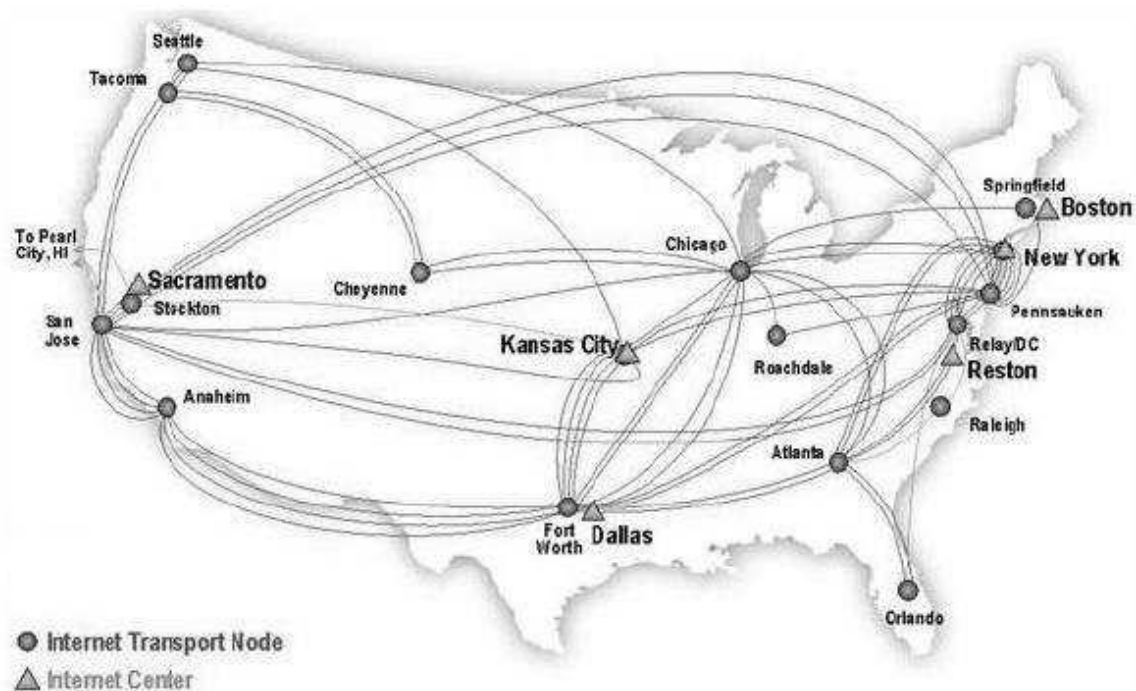 Seattle
Tacoma
Springfield
Boston
To Pearl
City, HI
Chicago
New York
Sacramento
Cheyenne
Stockton
Pennsauken
San
Jose
Kansas City
Roachdale
Relay/DC
Reston
Anaheim
Raleigh
Atlanta
Fort
Worth
Dallas
Orlando
Internet Transport Node
Internet Center